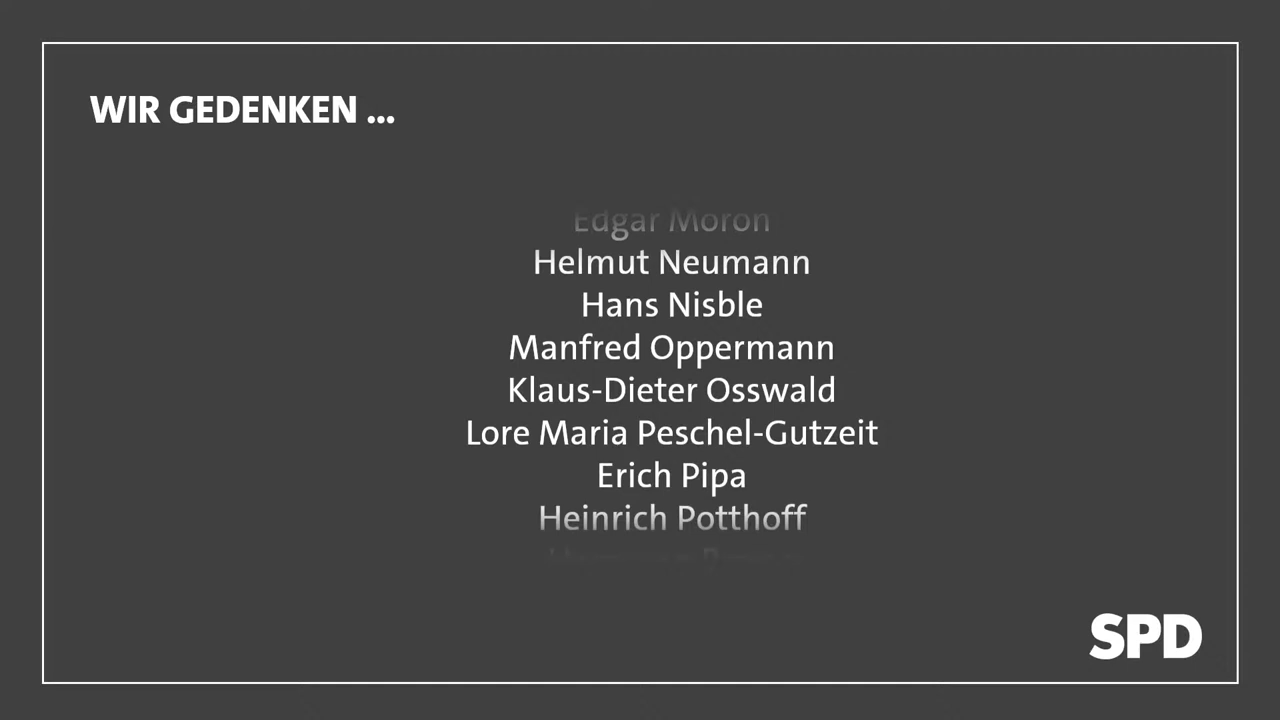 WIR GEDENKEN ...
Edgar Moron
Helmut Neumann
Hans Nisble
Manfred Oppermann
Klaus-Dieter Osswald
Lore Maria Peschel-Gutzeit
Erich Pipa
Heinrich Potthoff
SPD